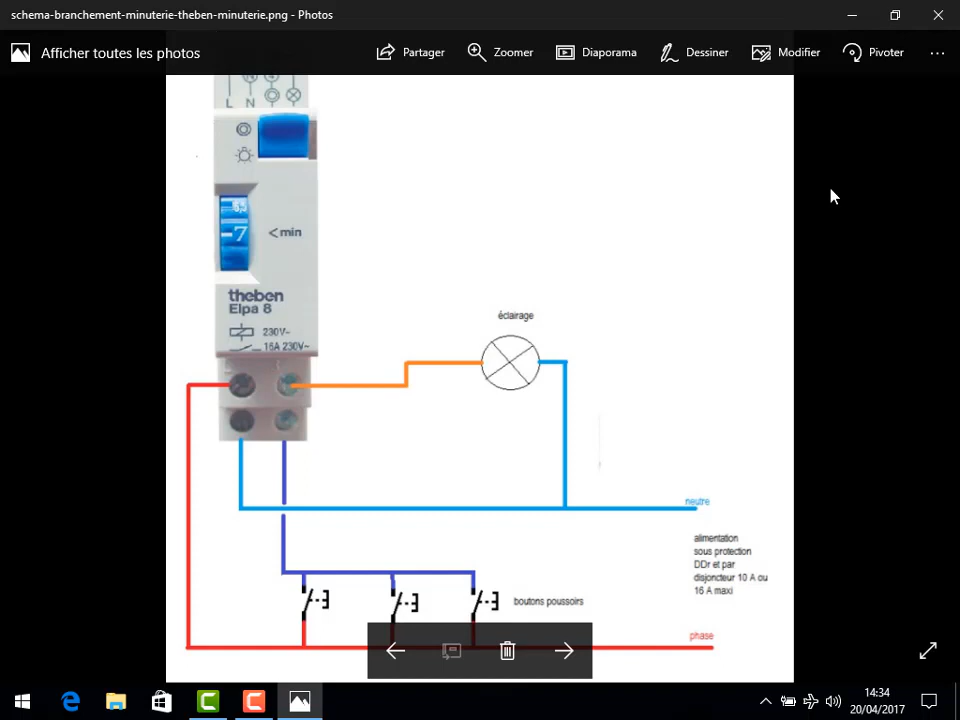 schema-branchement-minuterie-theben-minuterie.png - Photos
Afficher toutes les photos
Partager
Zoomer
Diaporama
Dessiner
Modifier
Pivoter
L N
-7
<min
theben
Elpa 8
230V~
16A 230V~
éclairage
neutre
alimentation
sous protection
DDr et par
disjoncteur 10 A ou
16 A maxi
boutons poussoirs
phase
14:34
20/04/2017